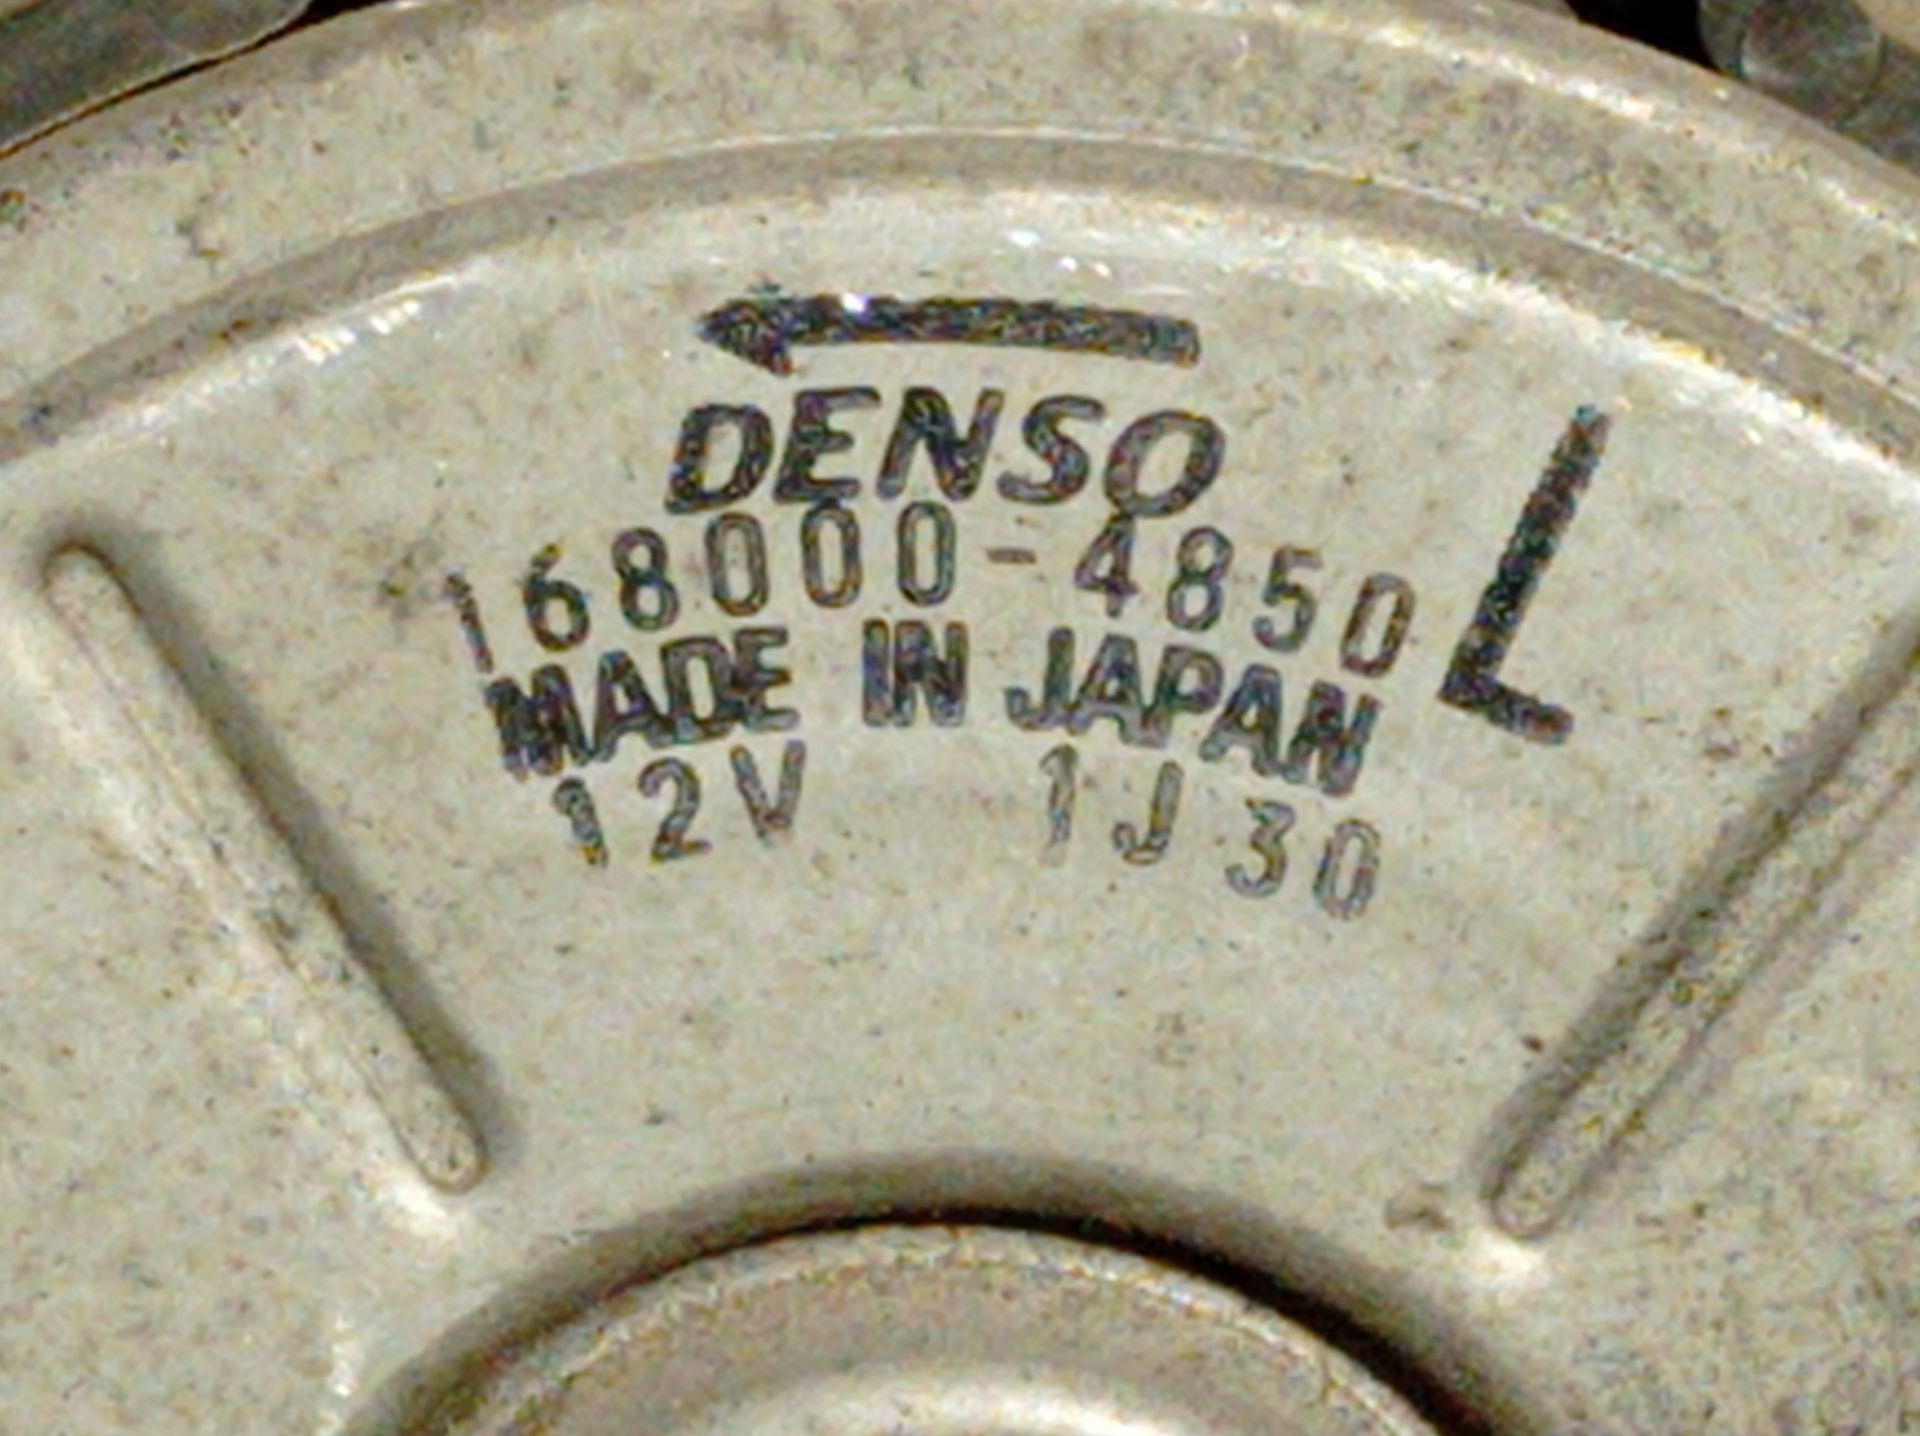 DENSO
168000-4850
L
MADE IN JAPAN
12V 1J30